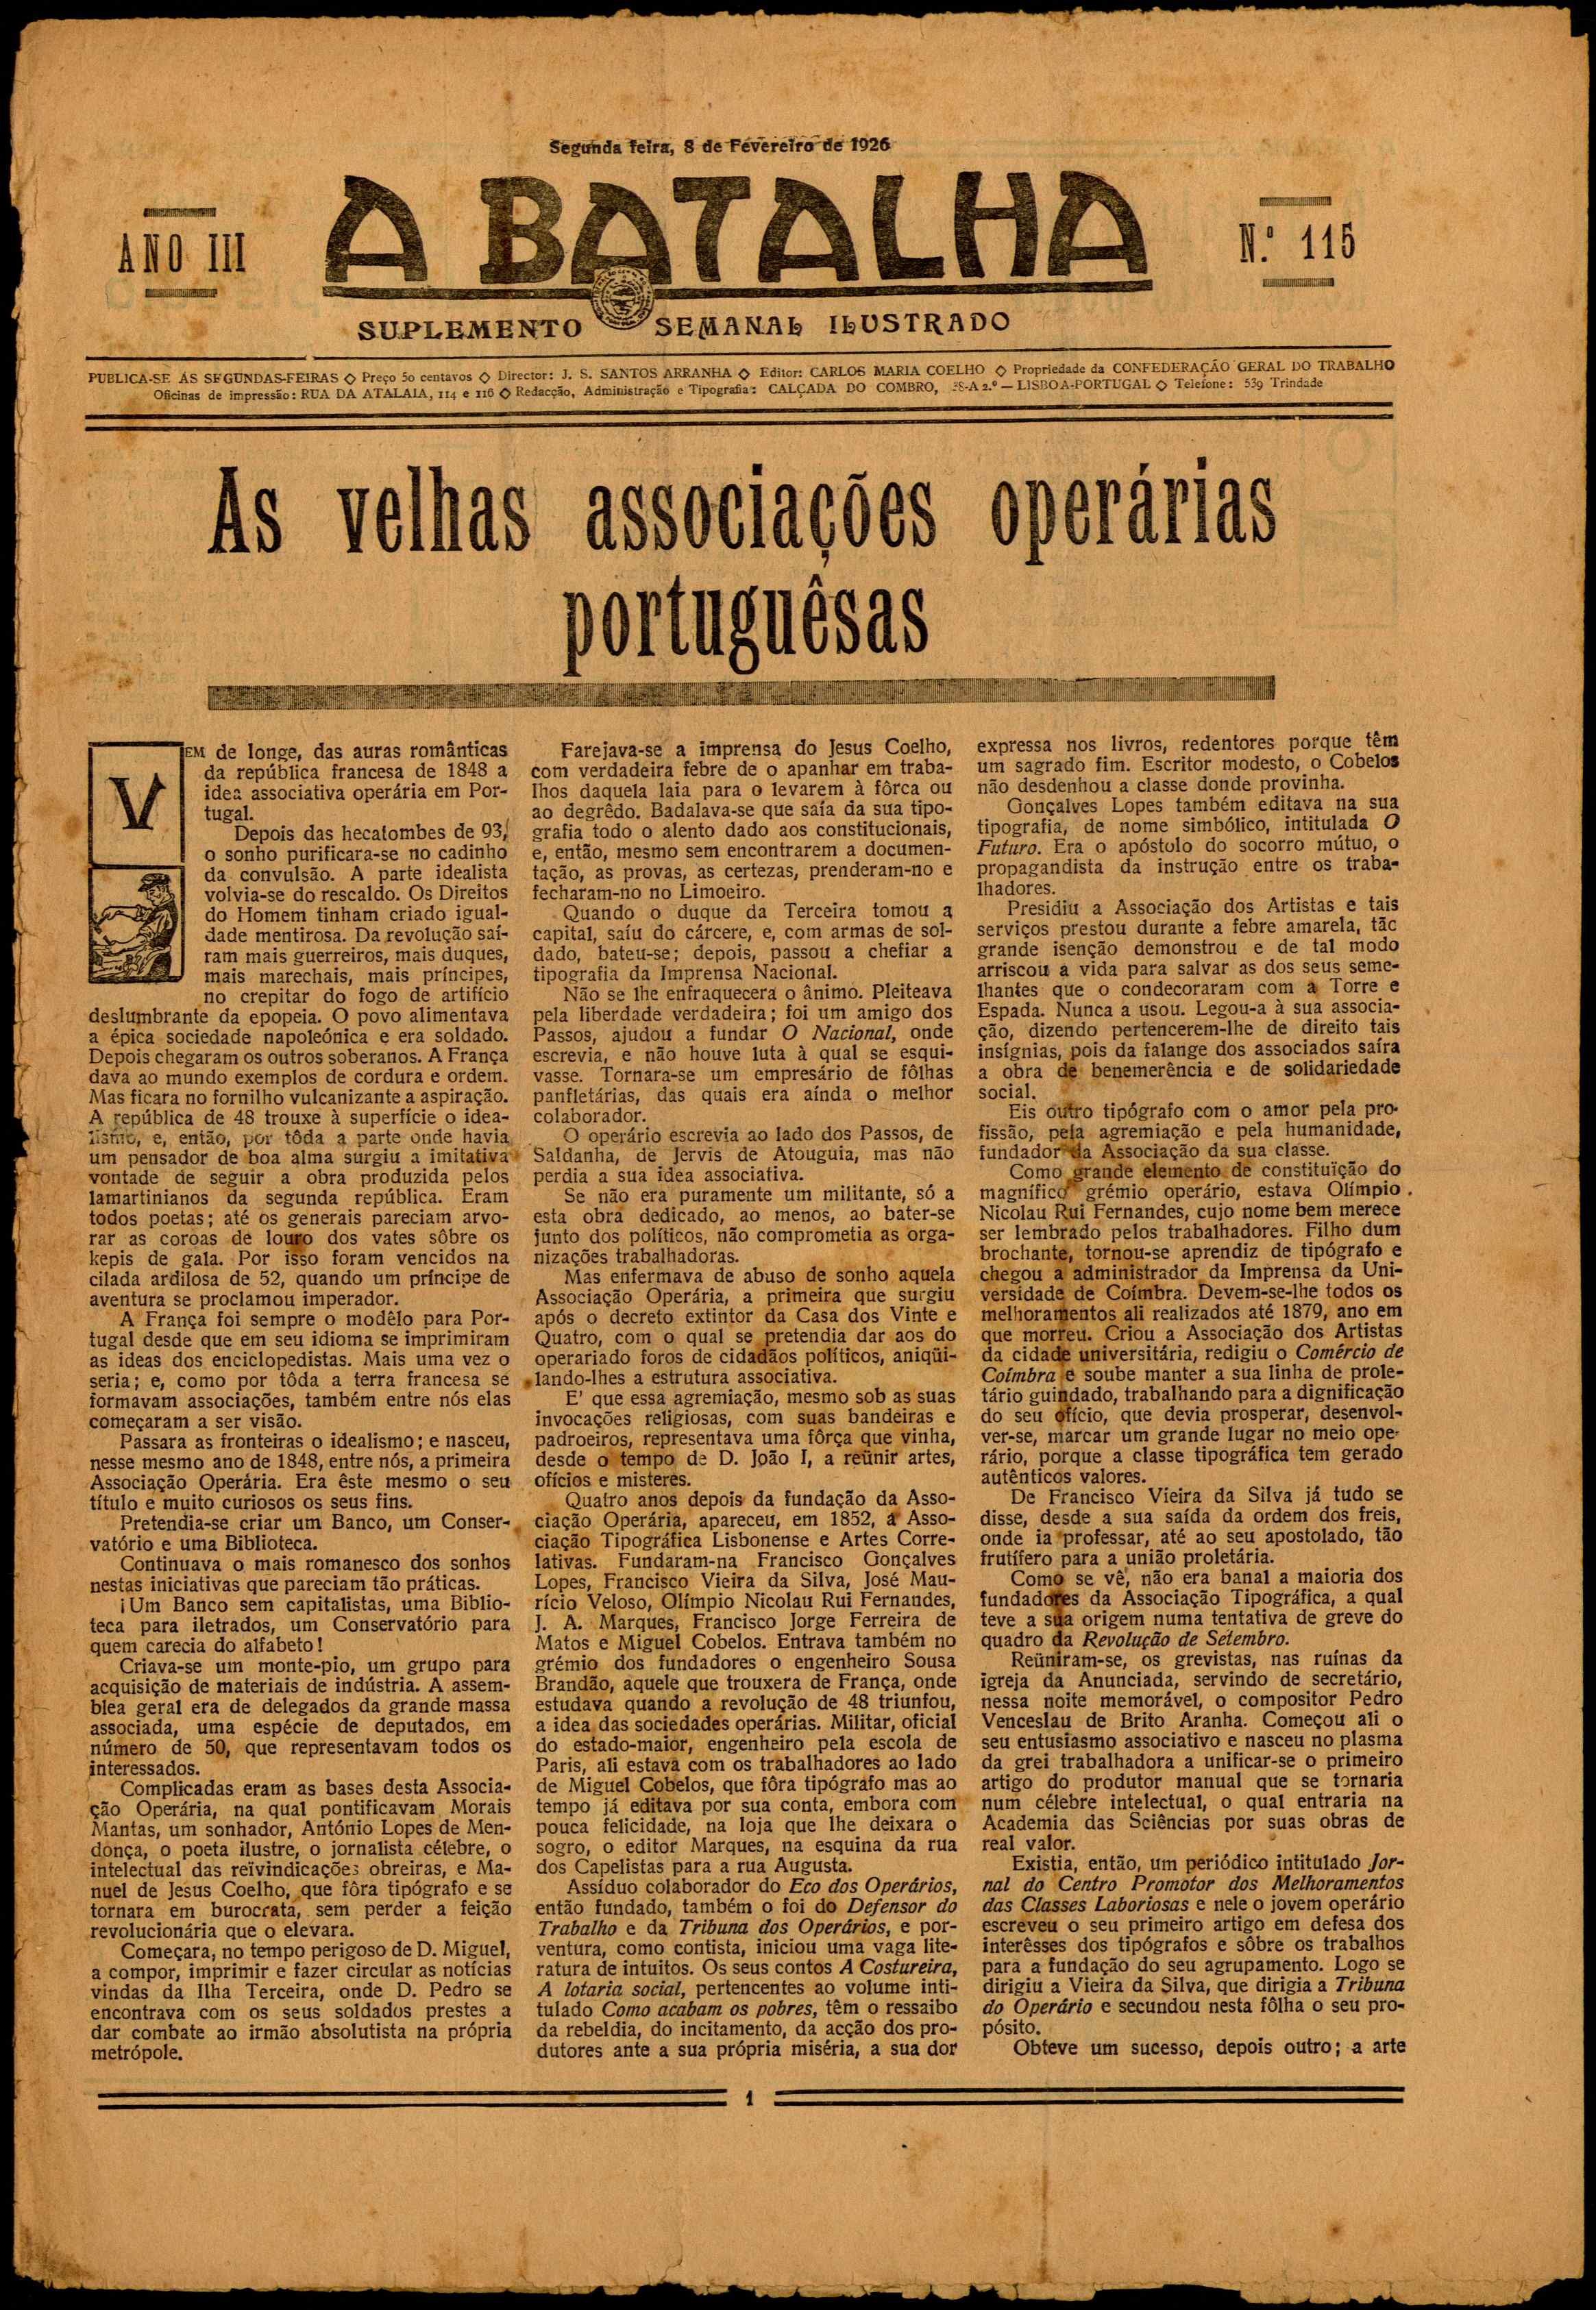 Segunda feira, 8 de Fevereiro de 1926
ANO III
A BATALHA
N.º 115
SUPLEMENTO SEMANAL ILUSTRADO
PUBLICA-SE ÀS SEGUNDAS-FEIRAS ◇ Preço 50 centavos ◇ Director: J. S. SANTOS ARRANHA ◇ Editor: CARLOS MARIA COELHO ◇ Propriedade da CONFEDERAÇÃO GERAL DO TRABALHO
Oficinas de impressão: RUA DA ATALAIA, 114 e 116 ◇ Redacção, Administração e Tipografia: CALÇADA DO COMBRO, 38-A 2.º — LISBOA-PORTUGAL ◇ Telefone: 539 Trindade
As velhas associações operárias
portuguêsas
VEM de longe, das auras românticas
da república francesa de 1848 a
idea associativa operária em Por-
tugal.
Depois das hecatombes de 93,
o sonho purificara-se no cadinho
da convulsão. A parte idealista
volvia-se do rescaldo. Os Direitos
do Homem tinham criado igual-
dade mentirosa. Da revolução saí-
ram mais guerreiros, mais duques,
mais marechais, mais príncipes,
no crepitar do fogo de artifício
deslumbrante da epopeia. O povo alimentava
a épica sociedade napoleónica e era soldado.
Depois chegaram os outros soberanos. A França
dava ao mundo exemplos de cordura e ordem.
Mas ficara no fornilho vulcanizante a aspiração.
A república de 48 trouxe à superfície o idea-
lismo, e, então, por tôda a parte onde havia
um pensador de boa alma surgiu a imitativa
vontade de seguir a obra produzida pelos
lamartinianos da segunda república. Eram
todos poetas; até os generais pareciam arvo-
rar as coroas de louro dos vates sôbre os
kepis de gala. Por isso foram vencidos na
cilada ardilosa de 52, quando um príncipe de
aventura se proclamou imperador.
A França foi sempre o modêlo para Por-
tugal desde que em seu idioma se imprimiram
as ideas dos enciclopedistas. Mais uma vez o
seria; e, como por tôda a terra francesa se
formavam associações, também entre nós elas
começaram a ser visão.
Passara as fronteiras o idealismo; e nasceu,
nesse mesmo ano de 1848, entre nós, a primeira
Associação Operária. Era êste mesmo o seu
título e muito curiosos os seus fins.
Pretendia-se criar um Banco, um Conser-
vatório e uma Biblioteca.
Continuava o mais romanesco dos sonhos
nestas iniciativas que pareciam tão práticas.
¡Um Banco sem capitalistas, uma Biblio-
teca para iletrados, um Conservatório para
quem carecia do alfabeto!
Criava-se um monte-pio, um grupo para
acquisição de materiais de indústria. A assem-
blea geral era de delegados da grande massa
associada, uma espécie de deputados, em
número de 50, que representavam todos os
interessados.
Complicadas eram as bases desta Associa-
ção Operária, na qual pontificavam Morais
Mantas, um sonhador, António Lopes de Men-
donça, o poeta ilustre, o jornalista célebre, o
intelectual das reïvindicações obreiras, e Ma-
nuel de Jesus Coelho, que fôra tipógrafo e se
tornara em burocrata, sem perder a feição
revolucionária que o elevara.
Começara, no tempo perigoso de D. Miguel,
a compor, imprimir e fazer circular as notícias
vindas da Ilha Terceira, onde D. Pedro se
encontrava com os seus soldados prestes a
dar combate ao irmão absolutista na própria
metrópole.
Farejava-se a imprensa do Jesus Coelho,
com verdadeira febre de o apanhar em traba-
lhos daquela laia para o levarem à fôrca ou
ao degrêdo. Badalava-se que saía da sua tipo-
grafia todo o alento dado aos constitucionais,
e, então, mesmo sem encontrarem a documen-
tação, as provas, as certezas, prenderam-no e
fecharam-no no Limoeiro.
Quando o duque da Terceira tomou a
capital, saíu do cárcere, e, com armas de sol-
dado, bateu-se; depois, passou a chefiar a
tipografia da Imprensa Nacional.
Não se lhe enfraquecera o ânimo. Pleiteava
pela liberdade verdadeira; foi um amigo dos
Passos, ajudou a fundar O Nacional, onde
escrevia, e não houve luta à qual se esqui-
vasse. Tornara-se um empresário de fôlhas
panfletárias, das quais era aínda o melhor
colaborador.
O operário escrevia ao lado dos Passos, de
Saldanha, de Jervis de Atouguia, mas não
perdia a sua idea associativa.
Se não era puramente um militante, só a
esta obra dedicado, ao menos, ao bater-se
junto dos políticos, não comprometia as orga-
nizações trabalhadoras.
Mas enfermava de abuso de sonho aquela
Associação Operária, a primeira que surgiu
após o decreto extintor da Casa dos Vinte e
Quatro, com o qual se pretendia dar aos do
operariado foros de cidadãos políticos, aniqüi-
lando-lhes a estrutura associativa.
E' que essa agremiação, mesmo sob as suas
invocações religiosas, com suas bandeiras e
padroeiros, representava uma fôrça que vinha,
desde o tempo de D. João I, a reünir artes,
ofícios e misteres.
Quatro anos depois da fundação da Asso-
ciação Operária, apareceu, em 1852, a Asso-
ciação Tipográfica Lisbonense e Artes Corre-
lativas. Fundaram-na Francisco Gonçalves
Lopes, Francisco Vieira da Silva, José Mau-
rício Veloso, Olímpio Nicolau Rui Fernandes,
J. A. Marques, Francisco Jorge Ferreira de
Matos e Miguel Cobelos. Entrava também no
grémio dos fundadores o engenheiro Sousa
Brandão, aquele que trouxera de França, onde
estudava quando a revolução de 48 triunfou,
a idea das sociedades operárias. Militar, oficial
do estado-maior, engenheiro pela escola de
Paris, ali estava com os trabalhadores ao lado
de Miguel Cobelos, que fôra tipógrafo mas ao
tempo já editava por sua conta, embora com
pouca felicidade, na loja que lhe deixara o
sogro, o editor Marques, na esquina da rua
dos Capelistas para a rua Augusta.
Assíduo colaborador do Eco dos Operários,
então fundado, também o foi do Defensor do
Trabalho e da Tribuna dos Operários, e por-
ventura, como contista, iniciou uma vaga lite-
ratura de intuitos. Os seus contos A Costureira,
A lotaria social, pertencentes ao volume inti-
tulado Como acabam os pobres, têm o ressaibo
da rebeldia, do incitamento, da acção dos pro-
dutores ante a sua própria miséria, a sua dor
expressa nos livros, redentores porque têm
um sagrado fim. Escritor modesto, o Cobelos
não desdenhou a classe donde provinha.
Gonçalves Lopes também editava na sua
tipografia, de nome simbólico, intitulada O
Futuro. Era o apóstolo do socorro mútuo, o
propagandista da instrução entre os traba-
lhadores.
Presidiu a Associação dos Artistas e tais
serviços prestou durante a febre amarela, tão
grande isenção demonstrou e de tal modo
arriscou a vida para salvar as dos seus seme-
lhantes que o condecoraram com a Torre e
Espada. Nunca a usou. Legou-a à sua associa-
ção, dizendo pertencerem-lhe de direito tais
insígnias, pois da falange dos associados saíra
a obra de benemerência e de solidariedade
social.
Eis outro tipógrafo com o amor pela pro-
fissão, pela agremiação e pela humanidade,
fundador da Associação da sua classe.
Como grande elemento de constituïção do
magnífico grémio operário, estava Olímpio
Nicolau Rui Fernandes, cujo nome bem merece
ser lembrado pelos trabalhadores. Filho dum
brochante, tornou-se aprendiz de tipógrafo e
chegou a administrador da Imprensa da Uni-
versidade de Coímbra. Devem-se-lhe todos os
melhoramentos ali realizados até 1879, ano em
que morreu. Criou a Associação dos Artistas
da cidade universitária, redigiu o Comércio de
Coímbra e soube manter a sua linha de prole-
tário guindado, trabalhando para a dignificação
do seu ofício, que devia prosperar, desenvol-
ver-se, marcar um grande lugar no meio ope-
rário, porque a classe tipográfica tem gerado
autênticos valores.
De Francisco Vieira da Silva já tudo se
disse, desde a sua saída da ordem dos freis,
onde ia professar, até ao seu apostolado, tão
frutífero para a união proletária.
Como se vê, não era banal a maioria dos
fundadores da Associação Tipográfica, a qual
teve a sua origem numa tentativa de greve do
quadro da Revolução de Setembro.
Reüniram-se, os grevistas, nas ruínas da
igreja da Anunciada, servindo de secretário,
nessa noite memorável, o compositor Pedro
Venceslau de Brito Aranha. Começou ali o
seu entusiasmo associativo e nasceu no plasma
da grei trabalhadora a unificar-se o primeiro
artigo do produtor manual que se tornaria
num célebre intelectual, o qual entraria na
Academia das Sciências por suas obras de
real valor.
Existia, então, um periódico intitulado Jor-
nal do Centro Promotor dos Melhoramentos
das Classes Laboriosas e nele o jovem operário
escreveu o seu primeiro artigo em defesa dos
interêsses dos tipógrafos e sôbre os trabalhos
para a fundação do seu agrupamento. Logo se
dirigiu a Vieira da Silva, que dirigia a Tribuna
do Operário e secundou nesta fôlha o seu pro-
pósito.
Obteve um sucesso, depois outro; a arte
1